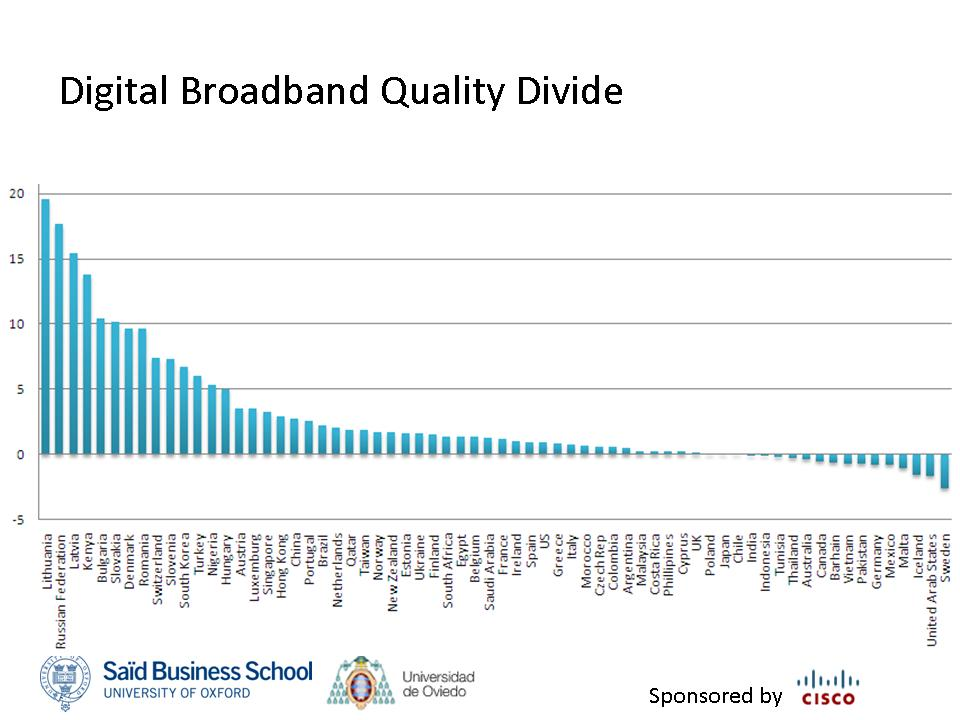 Digital Broadband Quality Divide
20
15
10
5
0
-5
Lithuania
Russian Federation
Latvia
Kenya
Bulgaria
Slovakia
Denmark
Romania
Switzerland
Slovenia
South Korea
Turkey
Nigeria
Hungary
Austria
Luxemburg
Singapore
Hong Kong
China
Portugal
Brazil
Netherlands
Qatar
Taiwan
Norway
New Zealand
Estonia
Ukraine
Finland
South Africa
Egypt
Belgium
Saudi Arabia
France
Ireland
Spain
US
Greece
Italy
Morocco
Czech Rep
Colombia
Argentina
Malaysia
Costa Rica
Phillipines
Cyprus
UK
Poland
Japan
Chile
India
Indonesia
Tunisia
Thailand
Australia
Canada
Barhain
Vietnam
Pakistan
Germany
Mexico
Malta
Iceland
United Arab States
Sweden
Saïd Business School
UNIVERSITY OF OXFORD
Universidad
de Oviedo
Sponsored by
CISCO